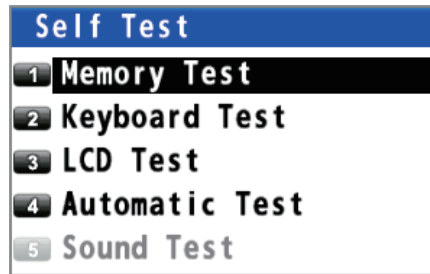 Self Test
1 Memory Test
2 Keyboard Test
3 LCD Test
4 Automatic Test
5 Sound Test